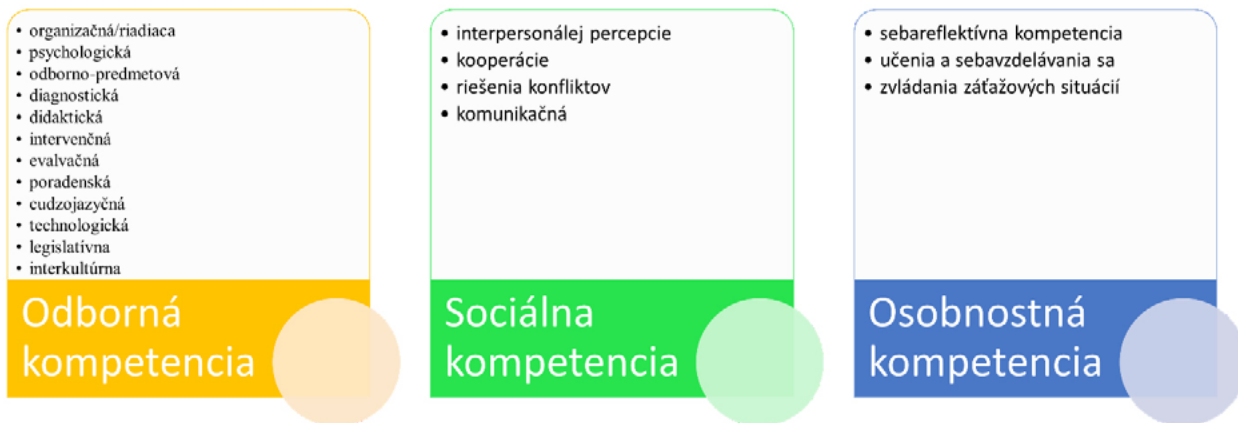 • organizačná/riadiaca
• psychologická
• odborno-predmetová
• diagnostická
• didaktická
• intervenčná
• evalvačná
• poradenská
• cudzojazyčná
• technologická
• legislatívna
• interkultúrna
Odborná
kompetencia
• interpersonálej percepcie
• kooperácie
• riešenia konfliktov
• komunikačná
Sociálna
kompetencia
• sebareflektívna kompetencia
• učenia a sebavzdelávania sa
• zvládania záťažových situácií
Osobnostná
kompetencia